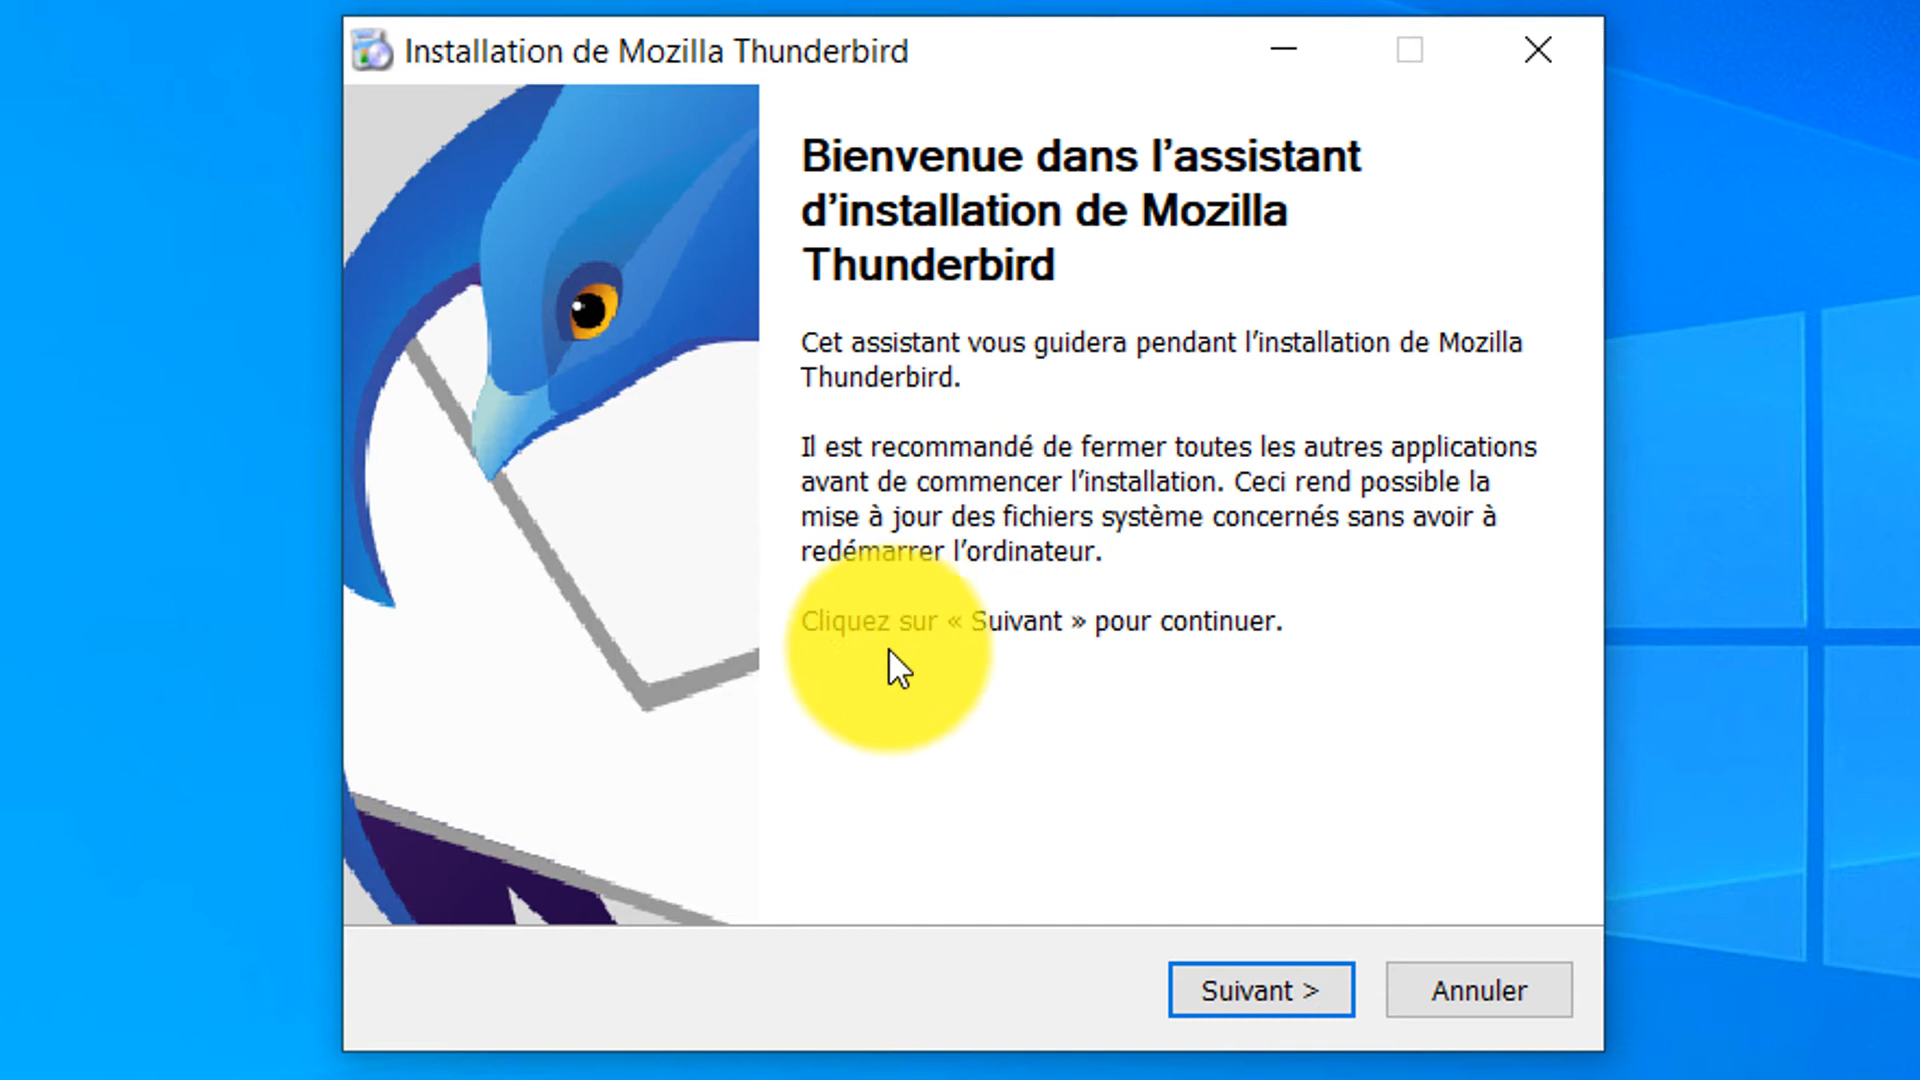 Installation de Mozilla Thunderbird
Bienvenue dans l’assistant
d’installation de Mozilla
Thunderbird
Cet assistant vous guidera pendant l’installation de Mozilla
Thunderbird.
Il est recommandé de fermer toutes les autres applications
avant de commencer l’installation. Ceci rend possible la
mise à jour des fichiers système concernés sans avoir à
redémarrer l’ordinateur.
Cliquez sur « Suivant » pour continuer.
Suivant >
Annuler